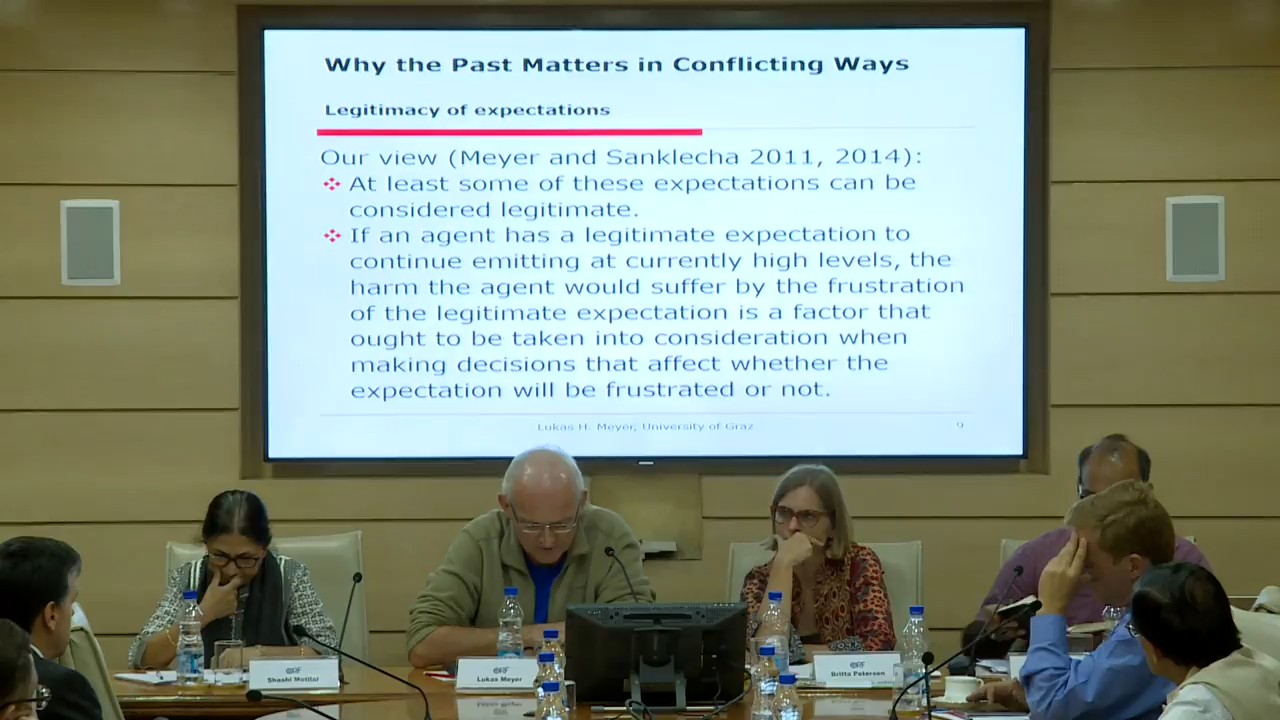 Why the Past Matters in Conflicting Ways
Legitimacy of expectations
Our view (Meyer and Sanklecha 2011, 2014):
At least some of these expectations can be
considered legitimate.
If an agent has a legitimate expectation to
continue emitting at currently high levels, the
harm the agent would suffer by the frustration
of the legitimate expectation is a factor that
ought to be taken into consideration when
making decisions that affect whether the
expectation will be frustrated or not.
Lukas H. Meyer, University of Graz 9
ORF
Shashi Motilal
ORF
Lukas Meyer
ORF
Britta Petersen